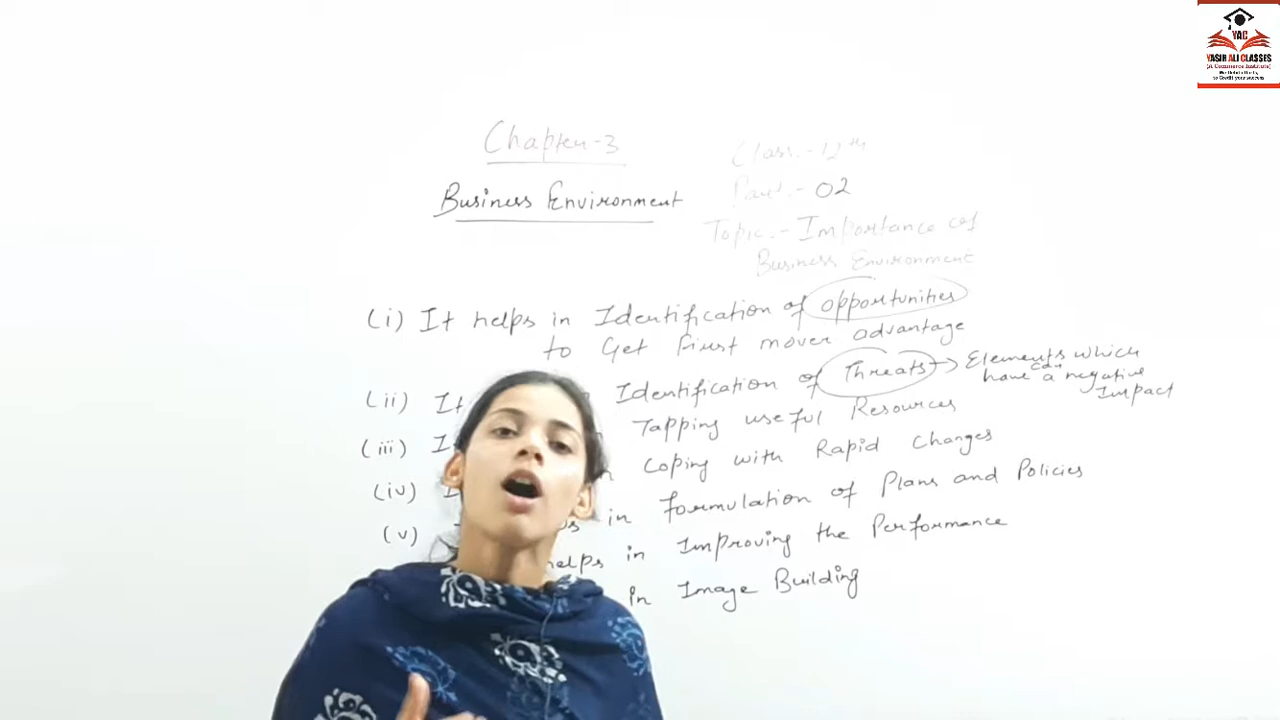 YAC
YASIR ALI CLASSES
(A Commerce Institute)
Chapter-3
Business Environment
Class:-12th
Part:- 02
Topic:- Importance of
Business Environment
(i) It helps in Identification of opportunities
to Get First mover advantage
(ii) It Identification of Threats → Elements which
have can a negative
Impact
(iii) I Tapping useful Resources
(iv) Coping with Rapid Changes
(v) in Formulation of Plans and Policies
helps in Improving the Performance
in Image Building